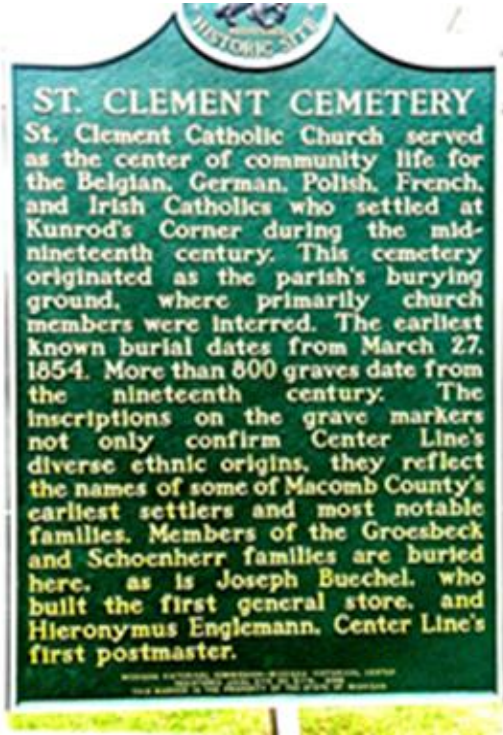 HISTORIC SITE
ST. CLEMENT CEMETERY
St. Clement Catholic Church served
as the center of community life for
the Belgian, German, Polish, French,
and Irish Catholics who settled at
Kunrod's Corner during the mid-
nineteenth century. This cemetery
originated as the parish's burying
ground, where primarily church
members were interred. The earliest
known burial dates from March 27,
1854. More than 800 graves date from
the nineteenth century. The
inscriptions on the grave markers
not only confirm Center Line's
diverse ethnic origins, they reflect
the names of some of Macomb County's
earliest settlers and most notable
families. Members of the Groesbeck
and Schoenherr families are buried
here, as is Joseph Buechel, who
built the first general store, and
Hieronymus Englemann, Center Line's
first postmaster.